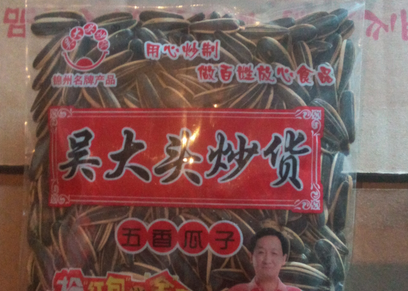 用心炒制
做百姓放心食品
锦州名牌产品
吴大头炒货
五香瓜子